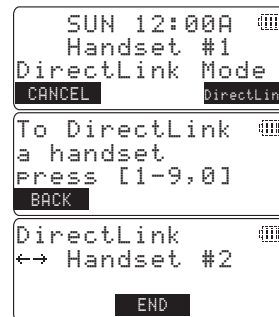 SUN 12:00A
Handset #1
DirectLink Mode
CANCEL DirectLin
To DirectLink
a handset
press [1-9,0]
BACK
DirectLink
←→ Handset #2
END